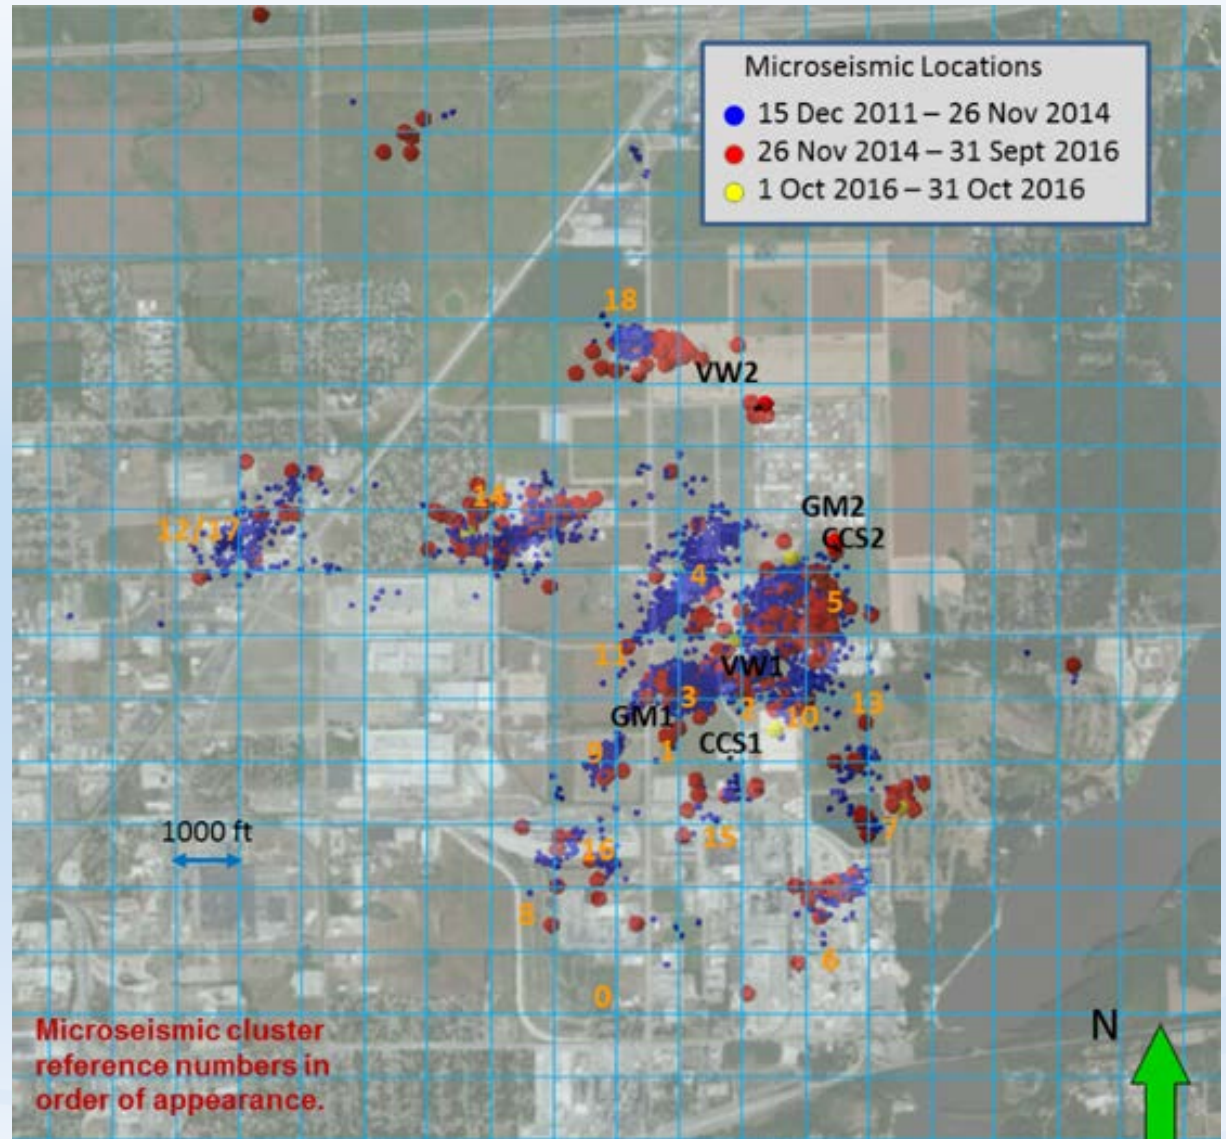 Microseismic Locations
15 Dec 2011 – 26 Nov 2014
26 Nov 2014 – 31 Sept 2016
1 Oct 2016 – 31 Oct 2016
18
VW2
14
12/17
GM2
CCS2
4
5
11
VW1
3
2
10
13
GM1
1
CCS1
9
1000 ft
15
7
16
8
6
0
N
Microseismic cluster
reference numbers in
order of appearance.